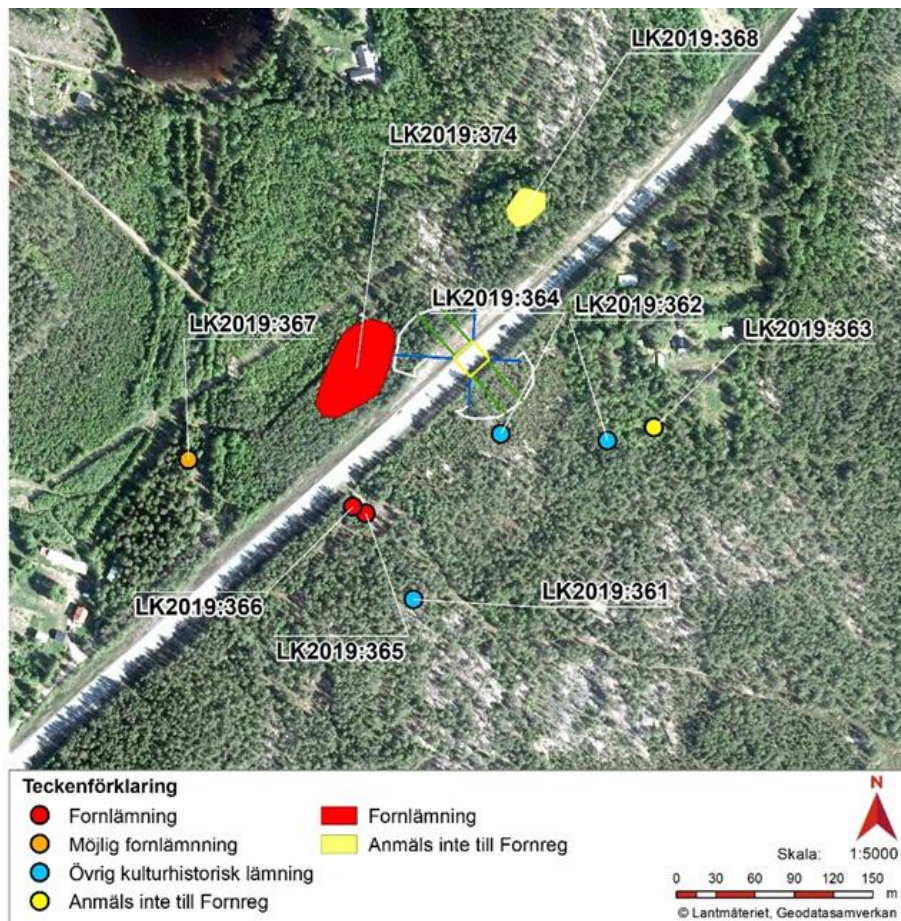 LK2019:368
LK2019:374
LK2019:364
LK2019:362
LK2019:367
LK2019:363
LK2019:366
LK2019:361
LK2019:365
Teckenförklaring
Fornlämning
Fornlämning
Möjlig fornlämnning
Anmäls inte till Fornreg
Övrig kulturhistorisk lämning
Anmäls inte till Fornreg
N
Skala: 1:5000
0 30 60 90 120 150
m
© Lantmäteriet, Geodatasamverkan